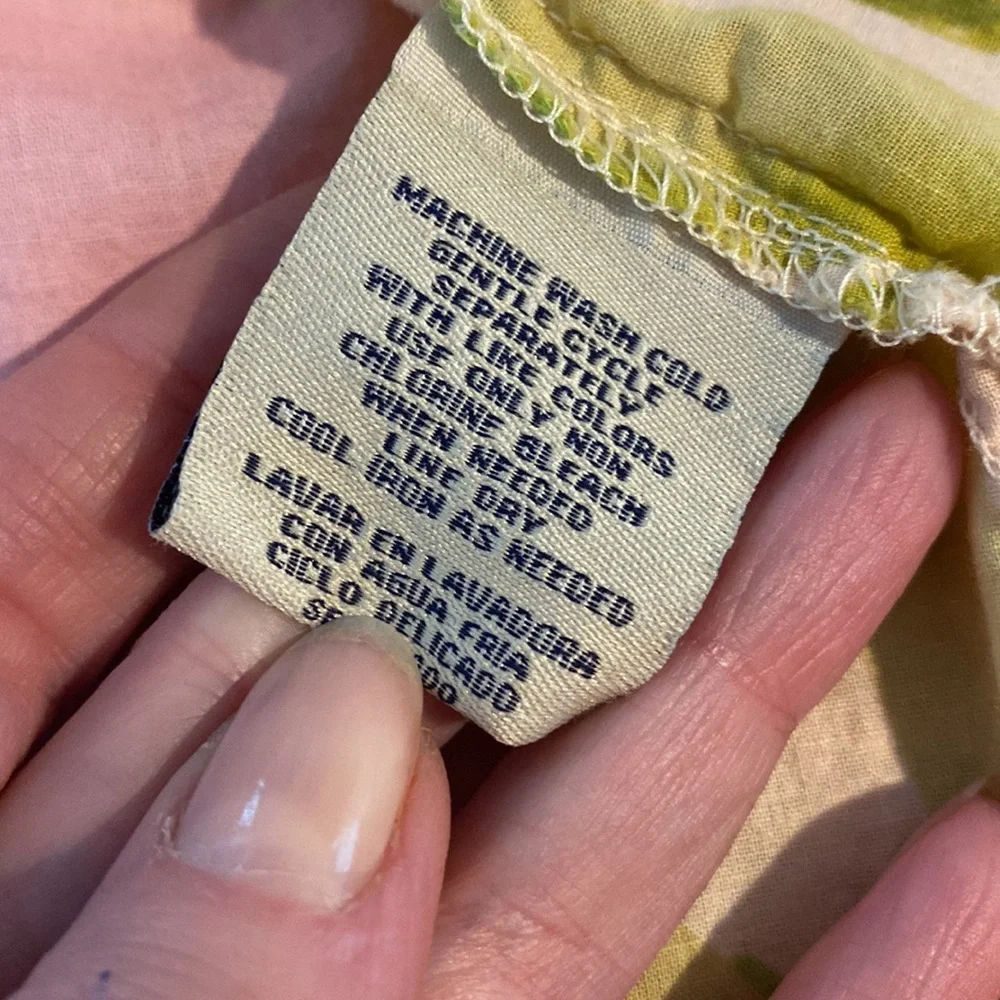 MACHINE WASH COLD
GENTLE CYCLE
SEPARATELY
WITH LIKE COLORS
USE ONLY NON
CHLORINE BLEACH
WHEN NEEDED
LINE DRY
COOL IRON AS NEEDED
LAVAR EN LAVADORA
CON AGUA FRIA
CICLO DELICADO